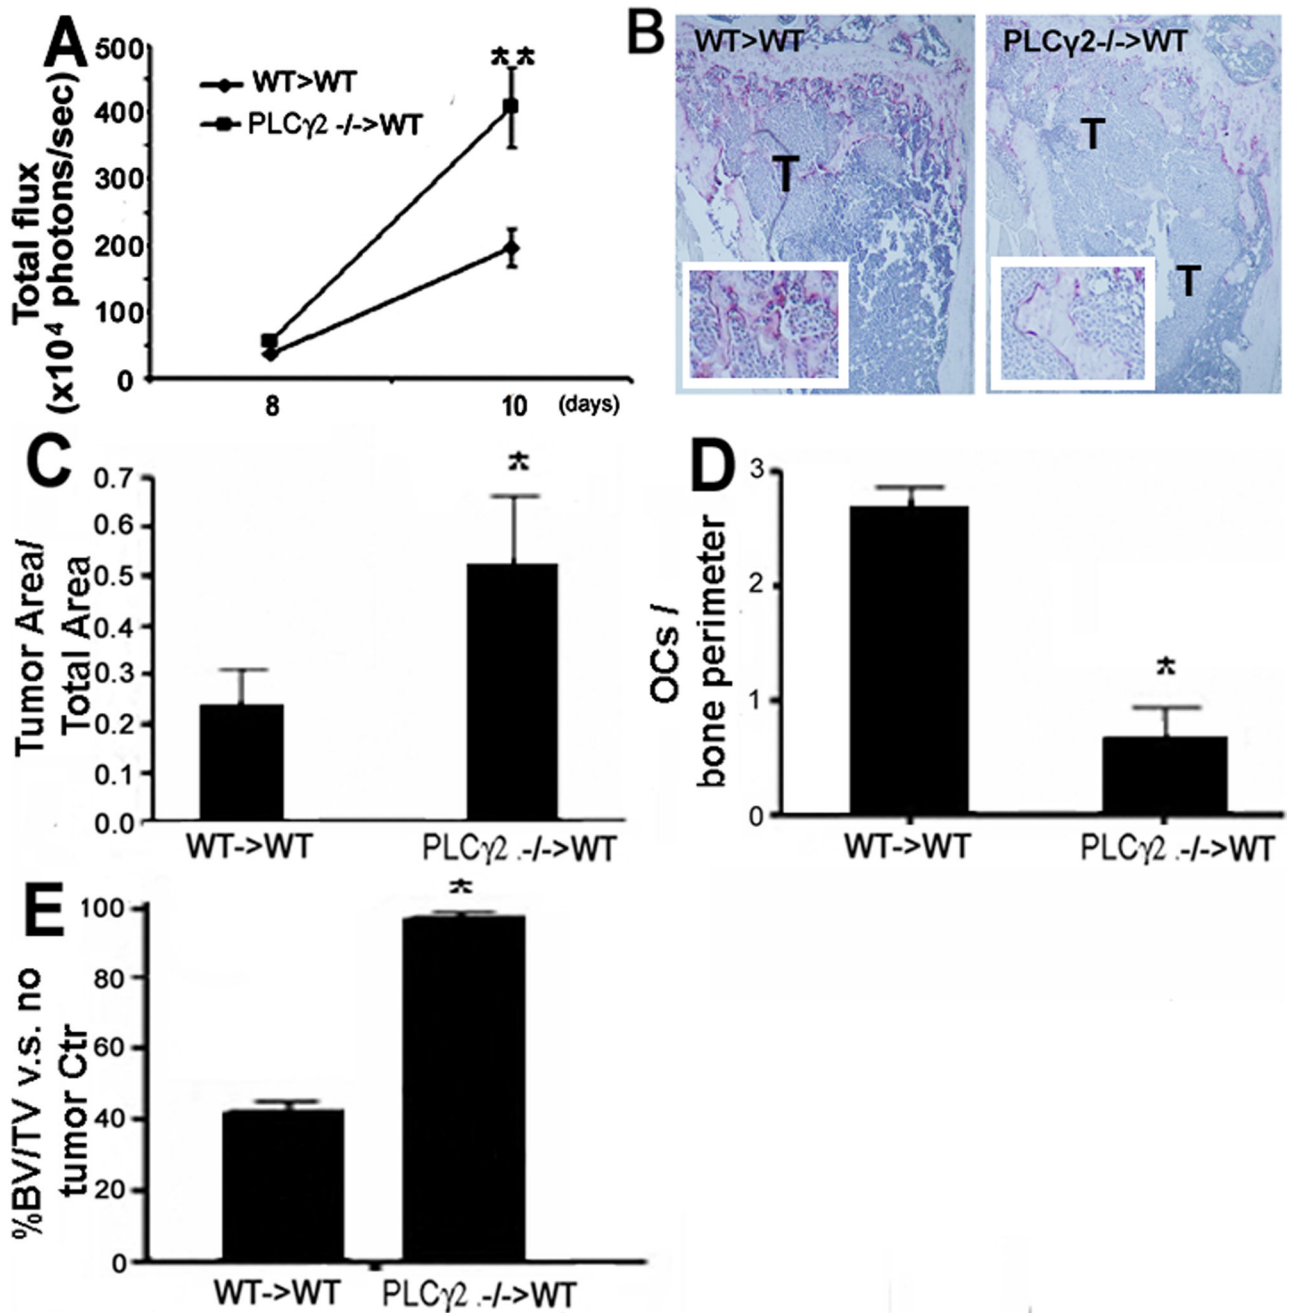 A
500
400
300
200
100
0
Total flux
(x10⁴ photons/sec)
WT>WT
PLCγ2 -/->WT
**
8
10
(days)
B
WT>WT
T
PLCγ2-/->WT
T
T
C
0.7
0.6
0.5
0.4
0.3
0.2
0.1
0.0
Tumor Area/
Total Area
*
WT->WT
PLCγ2 .-/->WT
D
3
2
1
0
OCs /
bone perimeter
*
WT->WT
PLCγ2 .-/->WT
E
100
80
60
40
20
0
%BV/TV v.s. no
tumor Ctr
*
WT->WT
PLCγ2 .-/->WT